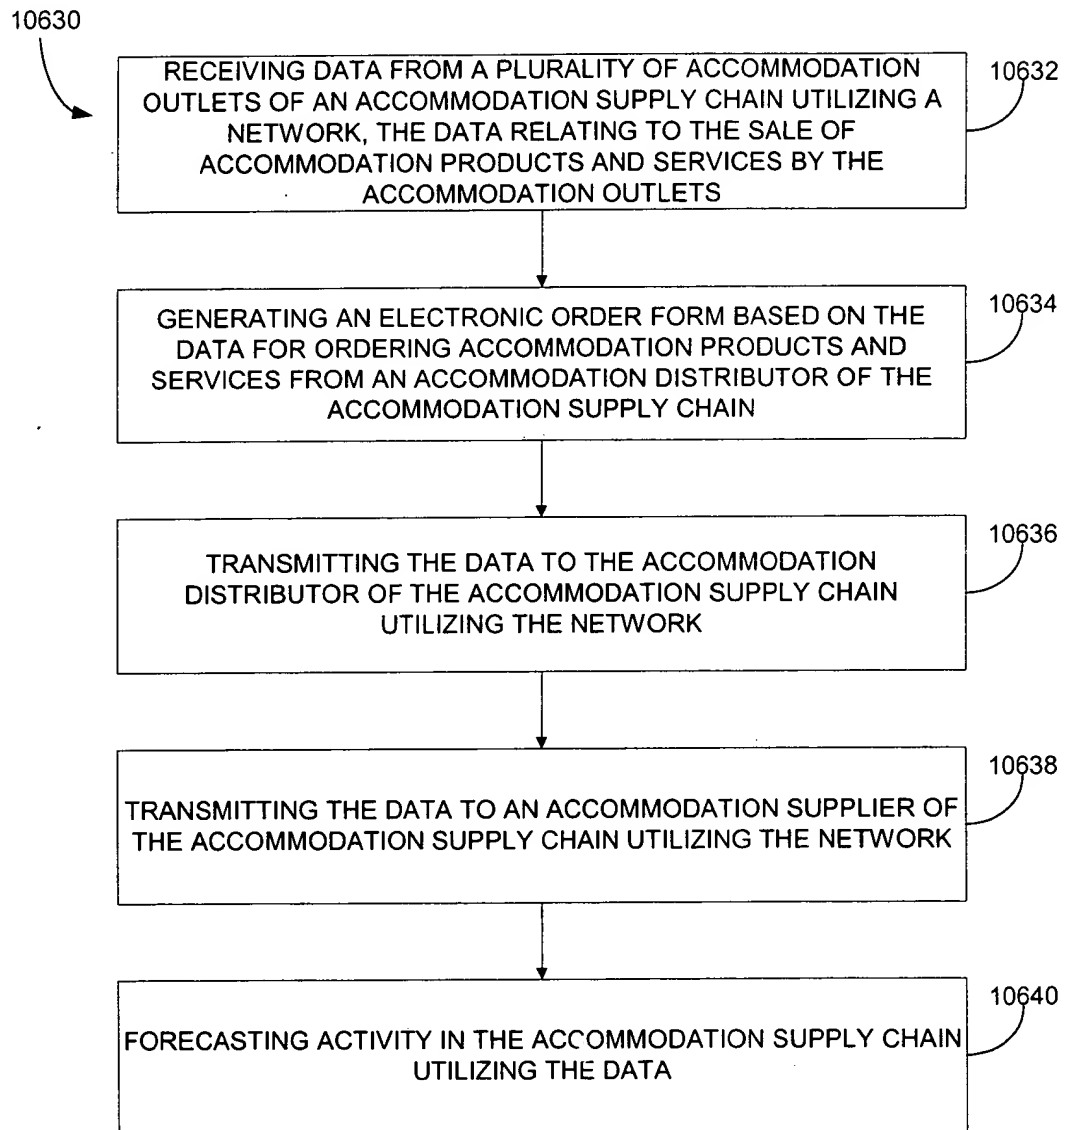 10630
RECEIVING DATA FROM A PLURALITY OF ACCOMMODATION
OUTLETS OF AN ACCOMMODATION SUPPLY CHAIN UTILIZING A
NETWORK, THE DATA RELATING TO THE SALE OF
ACCOMMODATION PRODUCTS AND SERVICES BY THE
ACCOMMODATION OUTLETS
10632
GENERATING AN ELECTRONIC ORDER FORM BASED ON THE
DATA FOR ORDERING ACCOMMODATION PRODUCTS AND
SERVICES FROM AN ACCOMMODATION DISTRIBUTOR OF THE
ACCOMMODATION SUPPLY CHAIN
10634
TRANSMITTING THE DATA TO THE ACCOMMODATION
DISTRIBUTOR OF THE ACCOMMODATION SUPPLY CHAIN
UTILIZING THE NETWORK
10636
TRANSMITTING THE DATA TO AN ACCOMMODATION SUPPLIER OF
THE ACCOMMODATION SUPPLY CHAIN UTILIZING THE NETWORK
10638
FORECASTING ACTIVITY IN THE ACCOMMODATION SUPPLY CHAIN
UTILIZING THE DATA
10640